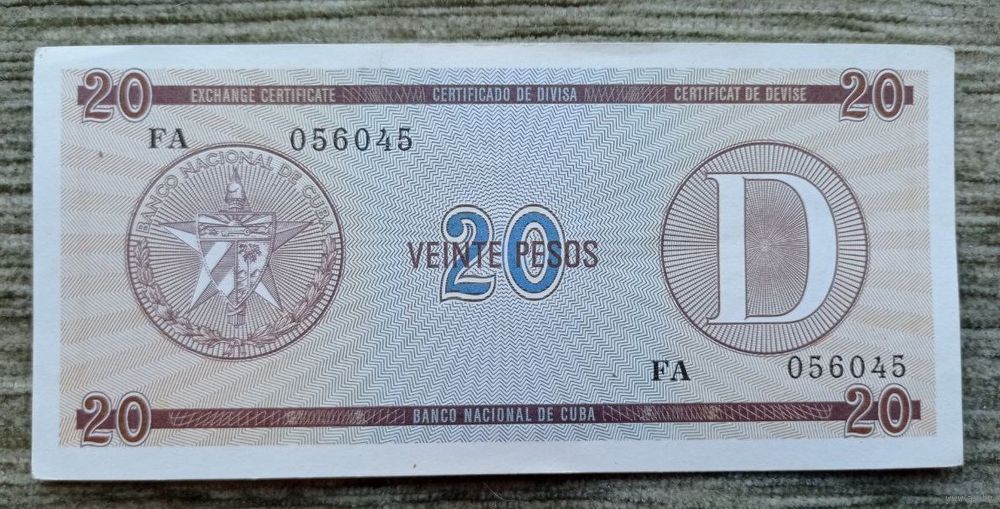 20 EXCHANGE CERTIFICATE CERTIFICADO DE DIVISA CERTIFICAT DE DEVISE 20
FA 056045
BANCO NACIONAL DE CUBA
20
VEINTE PESOS
D
FA 056045
20 BANCO NACIONAL DE CUBA 20